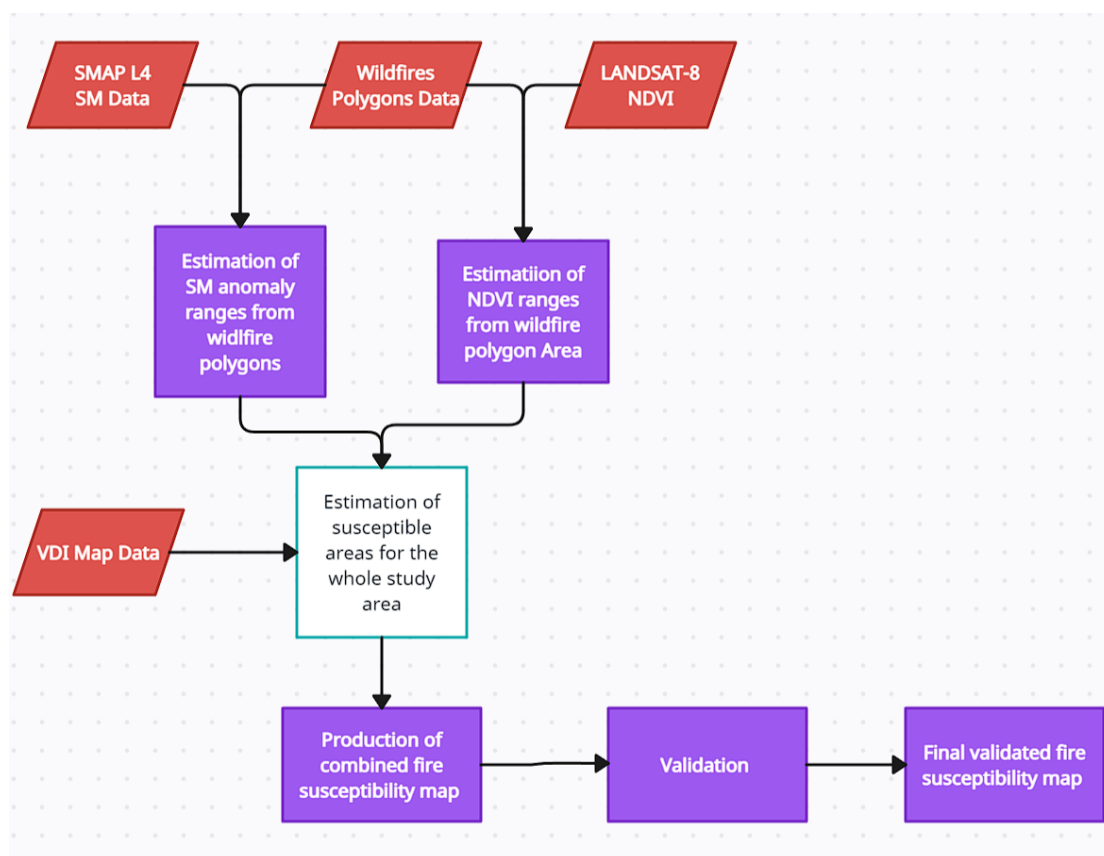 SMAP L4
SM Data
Wildfires
Polygons Data
LANDSAT-8
NDVI
Estimation of
SM anomaly
ranges from
widlfire
polygons
Estimatiion of
NDVI ranges
from wildfire
polygon Area
VDI Map Data
Estimation of
susceptible
areas for the
whole study
area
Production of
combined fire
susceptibility map
Validation
Final validated fire
susceptibility map